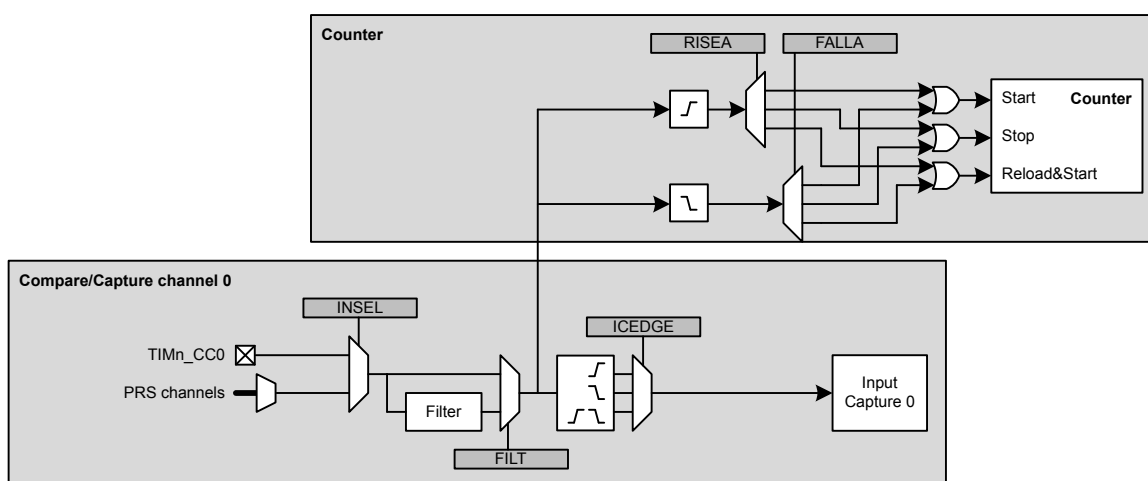 Counter
RISEA
FALLA
Start
Counter
Stop
Reload&Start
Compare/Capture channel 0
INSEL
ICEDGE
TIMn_CC0
PRS channels
Filter
Input
Capture 0
FILT